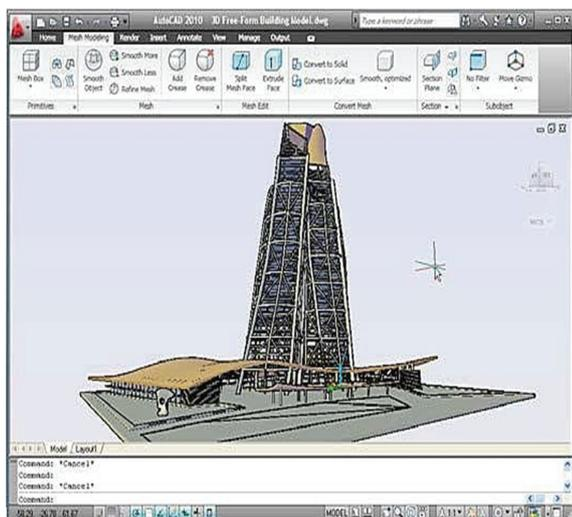 AutoCAD 2010 3D Free-Form Building Model.dwg
Type a keyword or phrase
Home Mesh Modeling Render Insert Annotate View Manage Output
Mesh Box
Smooth Object
Smooth More
Smooth Less
Refine Mesh
Add Crease
Remove Crease
Split Mesh Face
Extrude Face
Convert to Solid
Convert to Surface
Smooth, optimized
Section Plane
No Filter
Move Gizmo
Primitives Mesh Mesh Edit Convert Mesh Section Subobject
Model Layout1
Command: *Cancel*
Command:
Command: *Cancel*
Command:
MODEL